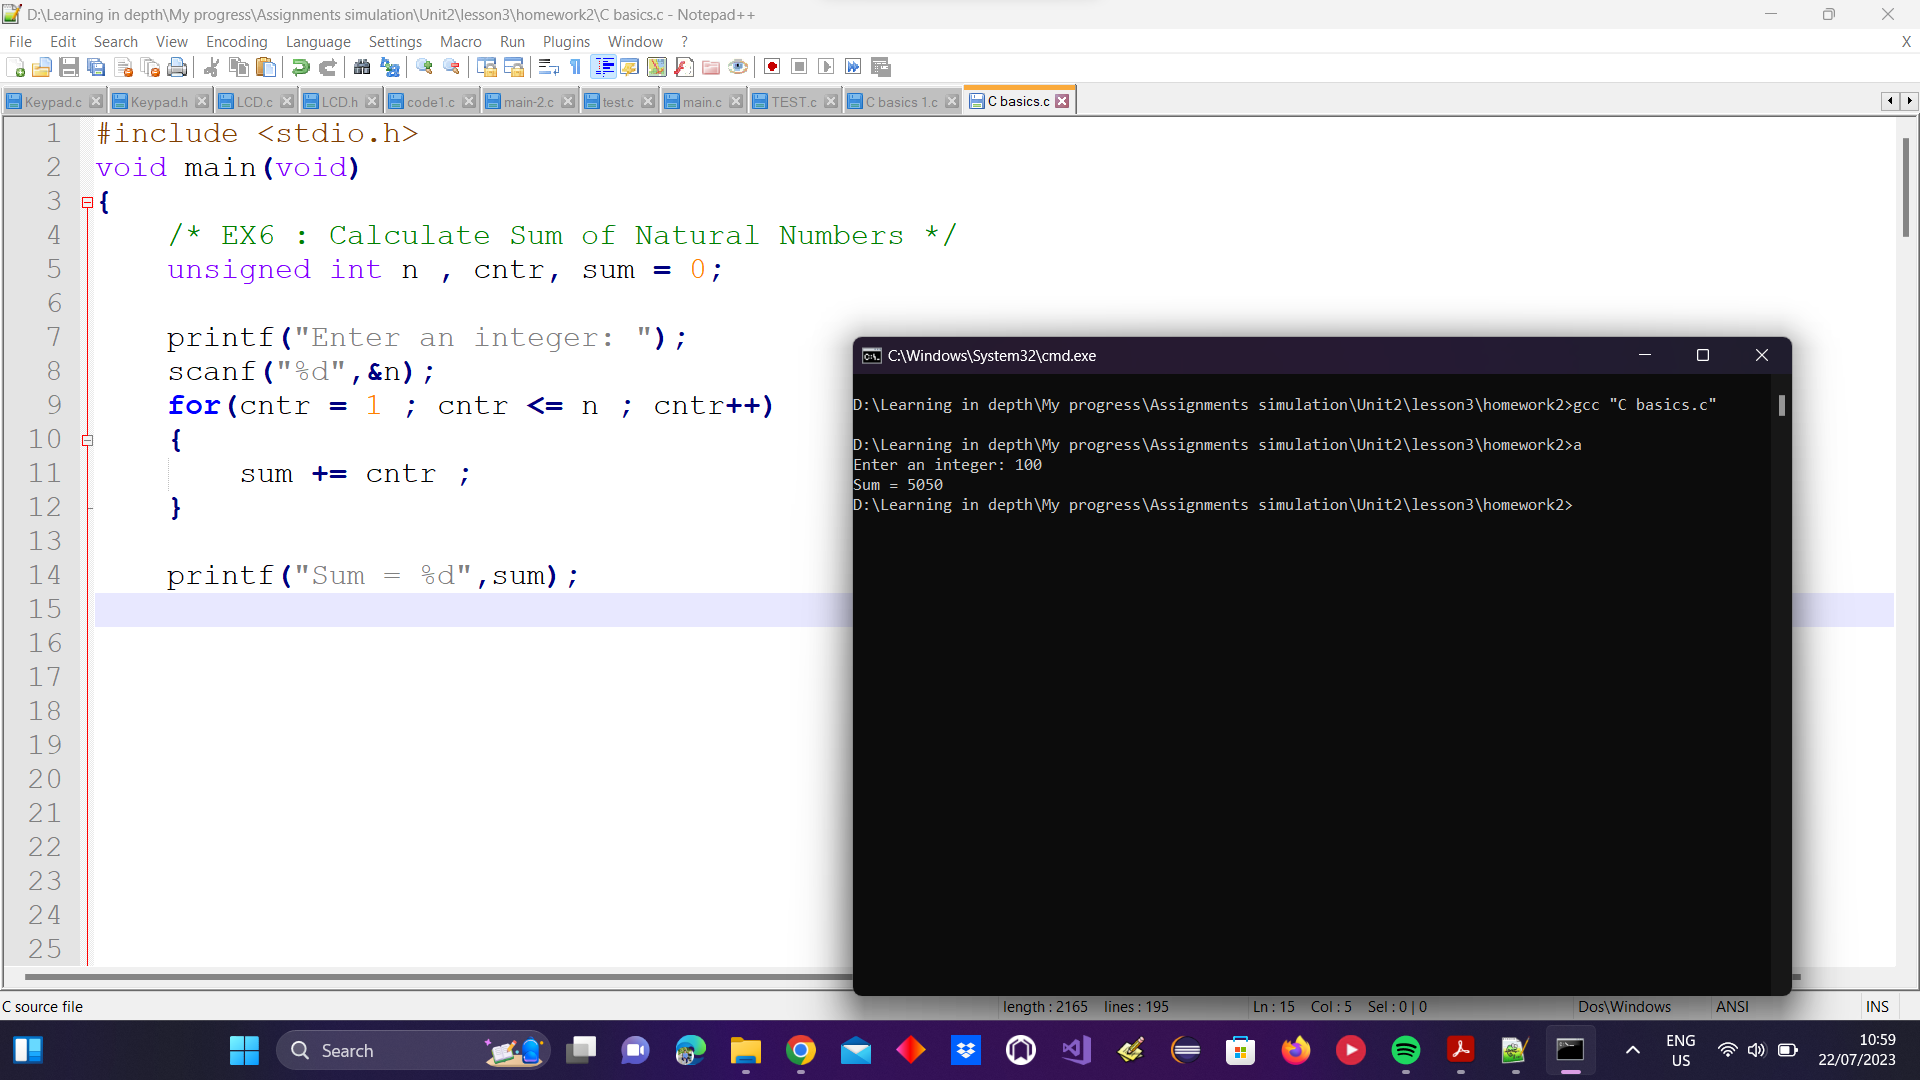 D:\Learning in depth\My progress\Assignments simulation\Unit2\lesson3\homework2\C basics.c - Notepad++
File Edit Search View Encoding Language Settings Macro Run Plugins Window ? X
Keypad.c Keypad.h LCD.c LCD.h code1.c main-2.c test.c main.c TEST.c C basics 1.c C basics.c
1 #include <stdio.h>
2 void main(void)
3 {
4 /* EX6 : Calculate Sum of Natural Numbers */
5 unsigned int n , cntr, sum = 0;
6
7 printf("Enter an integer: ");
8 scanf("%d",&n);
9 for(cntr = 1 ; cntr <= n ; cntr++)
10 {
11 sum += cntr ;
12 }
13
14 printf("Sum = %d",sum);
15
16
17
18
19
20
21
22
23
24
25
C:\Windows\System32\cmd.exe
D:\Learning in depth\My progress\Assignments simulation\Unit2\lesson3\homework2>gcc "C basics.c"
D:\Learning in depth\My progress\Assignments simulation\Unit2\lesson3\homework2>a
Enter an integer: 100
Sum = 5050
D:\Learning in depth\My progress\Assignments simulation\Unit2\lesson3\homework2>
C source file length : 2165 lines : 195 Ln : 15 Col : 5 Sel : 0 | 0 Dos\Windows ANSI INS
Search
ENG
US
10:59
22/07/2023